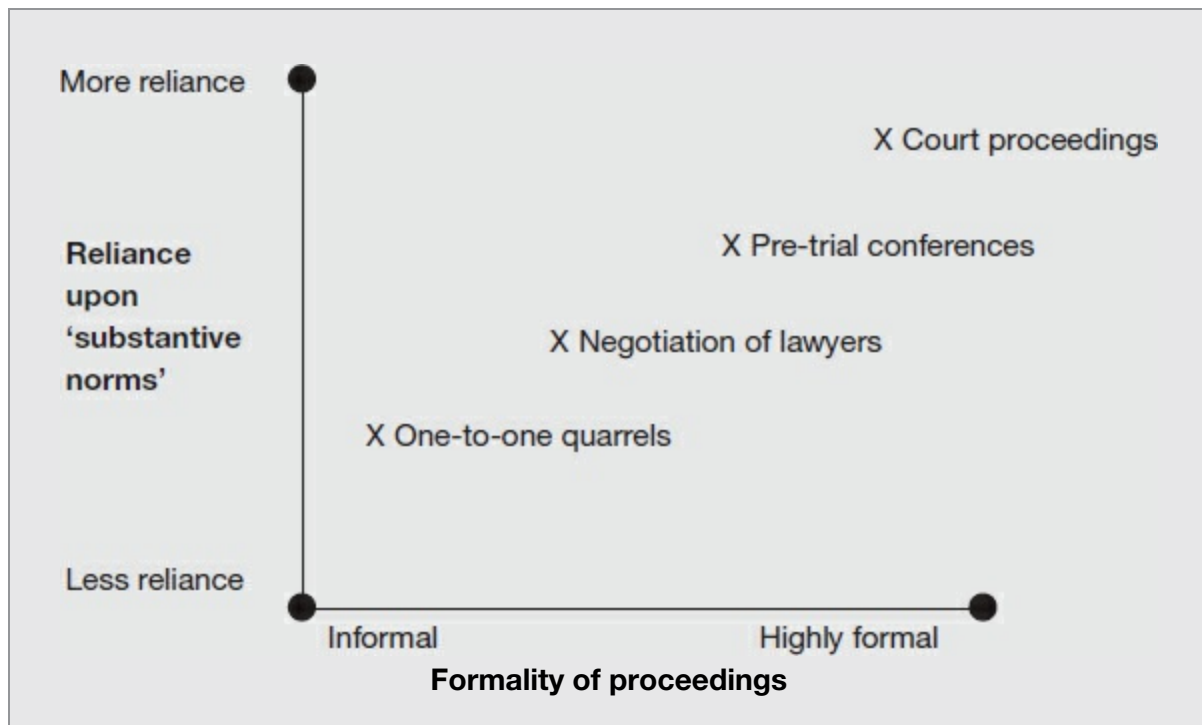 More reliance
X Court proceedings
Reliance
upon
‘substantive
norms’
X Pre-trial conferences
X Negotiation of lawyers
X One-to-one quarrels
Less reliance
Informal
Highly formal
Formality of proceedings